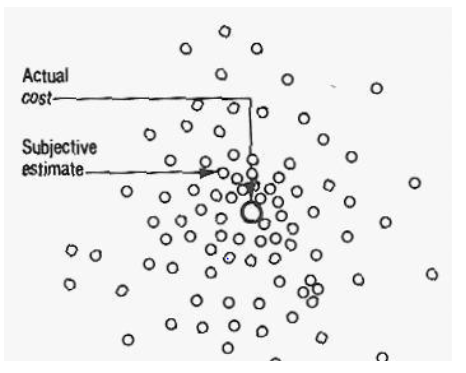 Actual
cost
Subjective
estimate